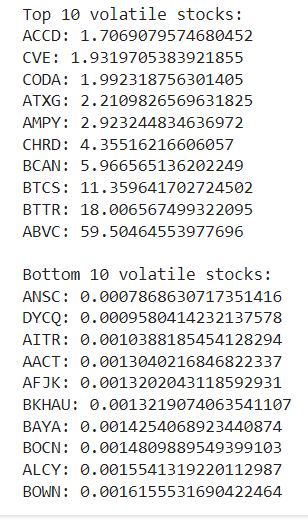 Top 10 volatile stocks:
ACCD: 1.7069079574680452
CVE: 1.9319705383921855
CODA: 1.992318756301405
ATXG: 2.2109826569631825
AMPY: 2.923244834636972
CHRD: 4.35516216606057
BCAN: 5.966565136202249
BTCS: 11.359641702724502
BTTR: 18.006567499322095
ABVC: 59.50464553977696
Bottom 10 volatile stocks:
ANSC: 0.0007868630717351416
DYCQ: 0.0009580414232137578
AITR: 0.0010388185454128294
AACT: 0.0013040216846822337
AFJK: 0.0013202043118592931
BKHAU: 0.0013219074063541107
BAYA: 0.0014254068923440874
BOCN: 0.0014809889549399103
ALCY: 0.0015541319220112987
BOWN: 0.0016155531690422464